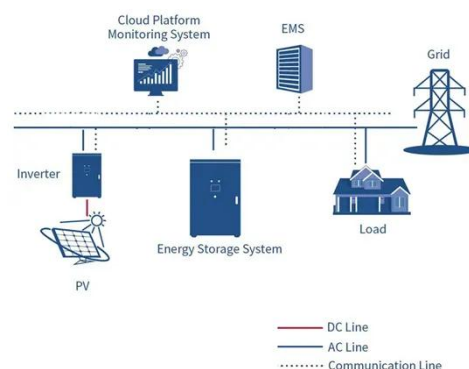 Cloud Platform
Monitoring System
EMS
Grid
Inverter
Energy Storage System
Load
PV
DC Line
AC Line
Communication Line